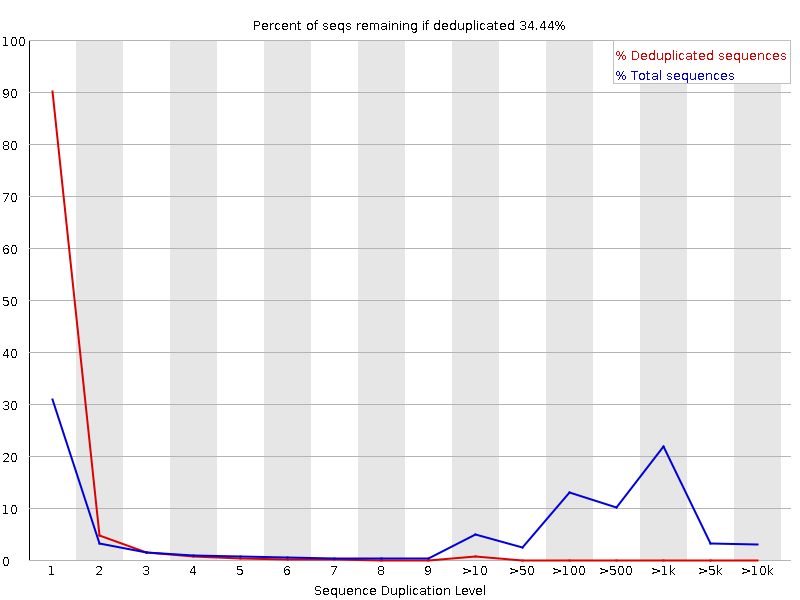 Percent of seqs remaining if deduplicated 34.44%
% Deduplicated sequences
% Total sequences
100
90
80
70
60
50
40
30
20
10
0
1 2 3 4 5 6 7 8 9 >10 >50 >100 >500 >1k >5k >10k
Sequence Duplication Level